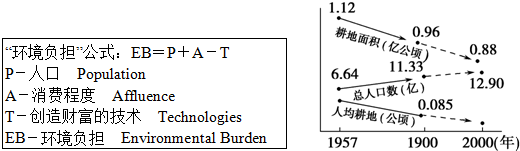 “环境负担”公式：EB＝P＋A－T
P－人口 Population
A－消费程度 Affluence
T－创造财富的技术 Technologies
EB－环境负担 Environmental Burden
1.12
耕地面积(亿公顷)
0.96
0.88
6.64
总人口数(亿)
11.33
12.90
人均耕地(公顷)
0.085
1957
1900
2000(年)